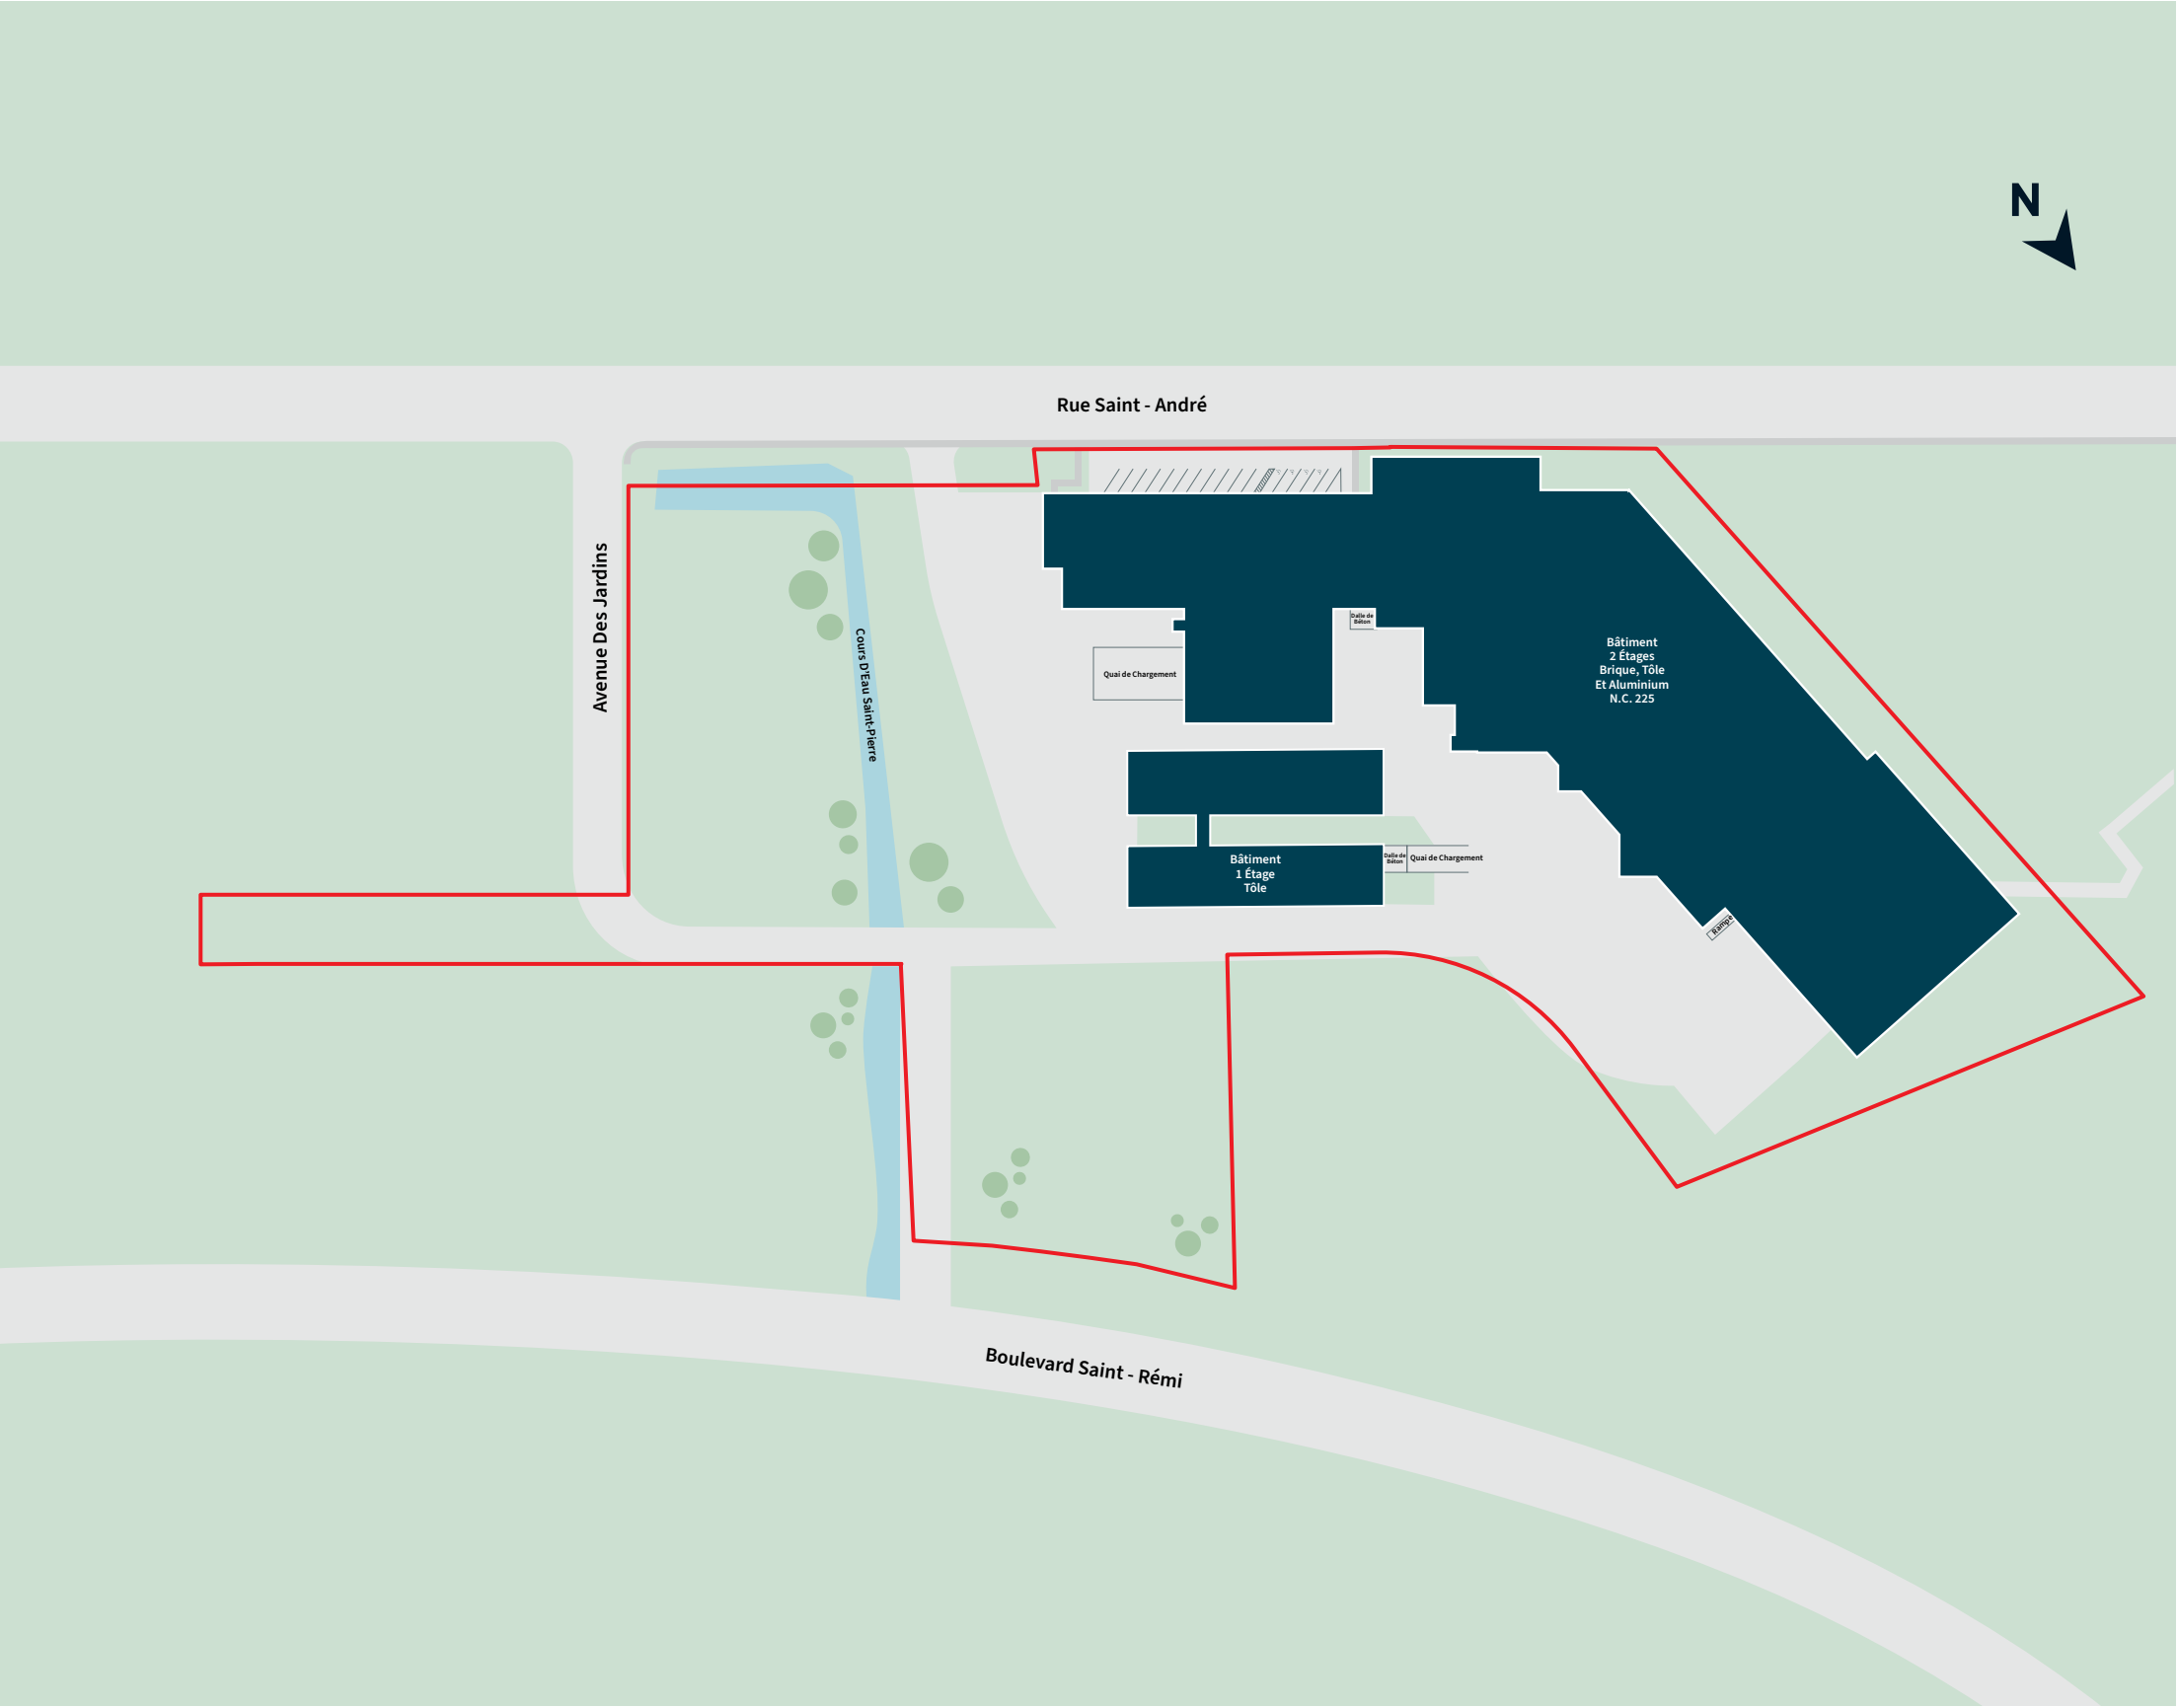 N
Rue Saint - André
Avenue Des Jardins
Cours D'Eau Saint-Pierre
Dalle de
Béton
Quai de Chargement
Bâtiment
2 Étages
Brique, Tôle
Et Aluminium
N.C. 225
Bâtiment
1 Étage
Tôle
Dalle de
Béton
Quai de Chargement
Rampe
Boulevard Saint - Rémi